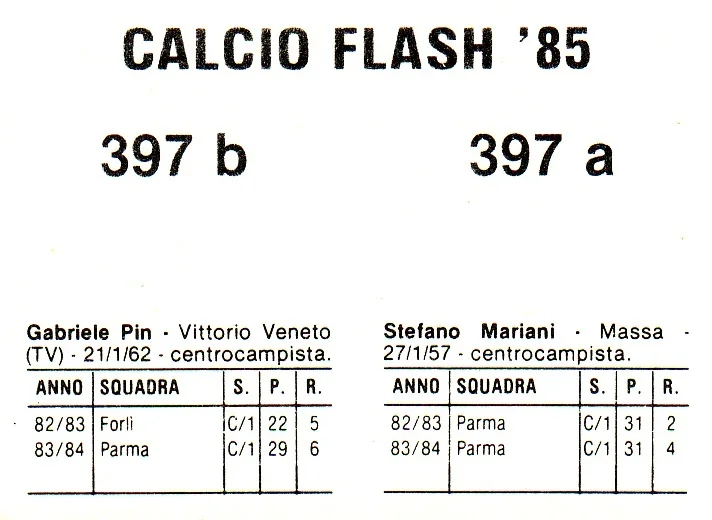 CALCIO FLASH '85
397 b
397 a
Gabriele Pin - Vittorio Veneto
(TV) - 21/1/62 - centrocampista.
ANNO SQUADRA S. P. R.
82/83 Forlì C/1 22 5
83/84 Parma C/1 29 6
Stefano Mariani - Massa -
27/1/57 - centrocampista.
ANNO SQUADRA S. P. R.
82/83 Parma C/1 31 2
83/84 Parma C/1 31 4